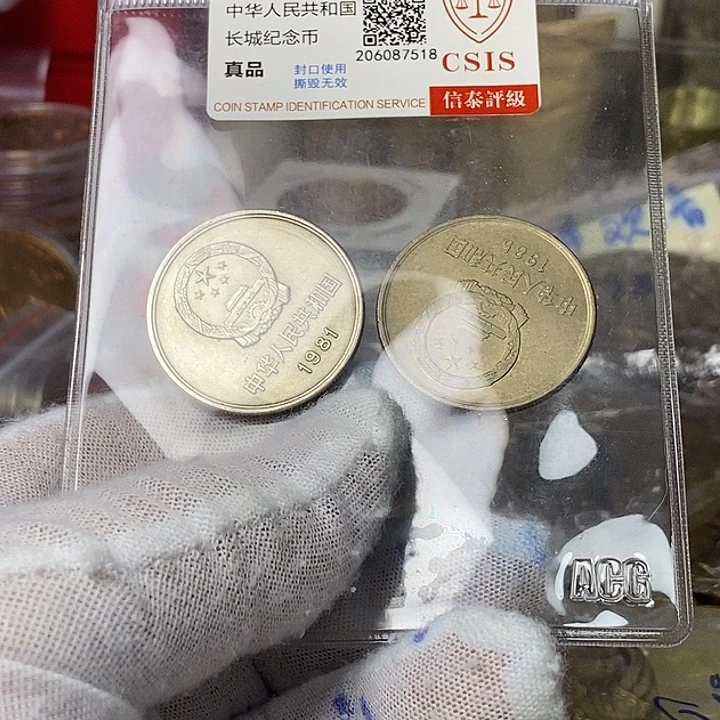 中华人民共和国
长城纪念币
206087518
真品
封口使用
撕毁无效
CSIS
COIN STAMP IDENTIFICATION SERVICE
信泰評級
中华人民共和国
1981
中华人民共和国
1985
ACG